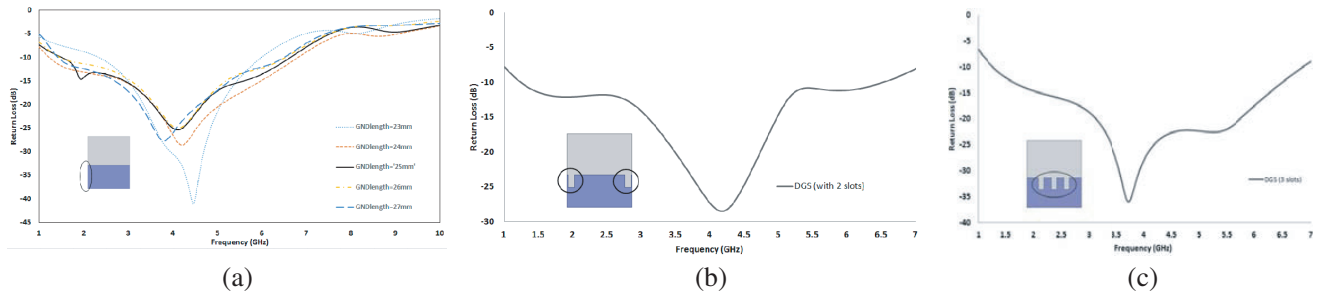 0
-5
-10
-15
-20
-25
-30
-35
-40
-45
Return Loss (dB)
1 2 3 4 5 6 7 8 9 10
Frequency (GHz)
GNDlength=23mm
GNDlength=24mm
GNDlength='25mm'
GNDlength=26mm
GNDlength=27mm
(a)
0
-5
-10
-15
-20
-25
-30
Return Loss (dB)
1 1.5 2 2.5 3 3.5 4 4.5 5 5.5 6 6.5 7
Frequency (GHz)
DGS (with 2 slots)
(b)
0
-5
-10
-15
-20
-25
-30
-35
-40
Return Loss (dB)
1 1.5 2 2.5 3 3.5 4 4.5 5 5.5 6 6.5 7
Frequency (GHz)
DGS (3 slots)
(c)